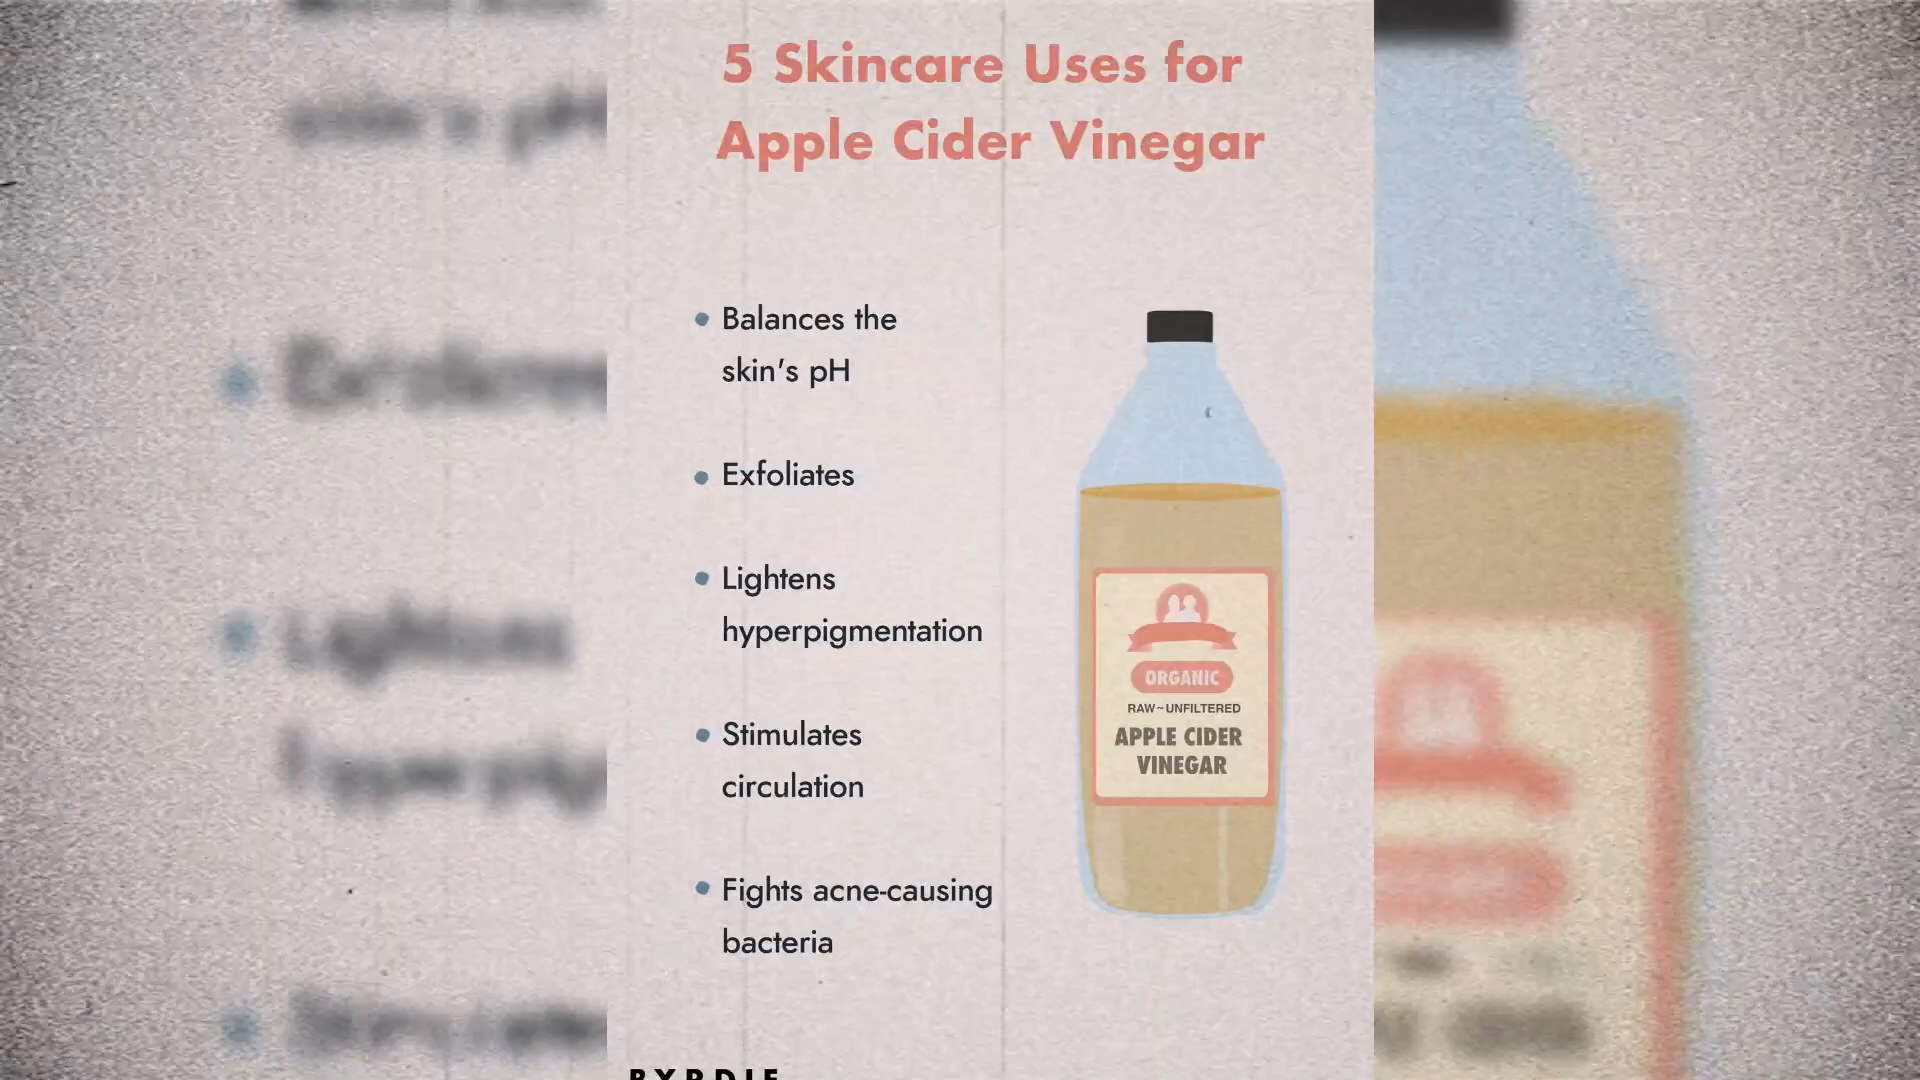 5 Skincare Uses for
Apple Cider Vinegar
Balances the
skin's pH
Exfoliates
Lightens
hyperpigmentation
Stimulates
circulation
Fights acne-causing
bacteria
ORGANIC
RAW~UNFILTERED
APPLE CIDER
VINEGAR
BYRDIE